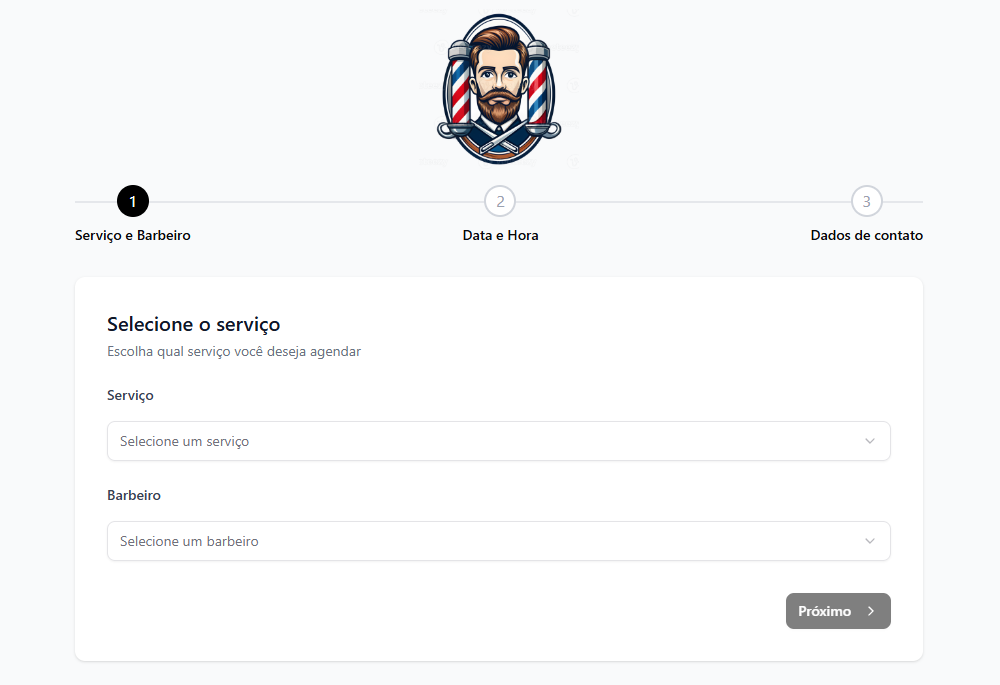 1
2
3
Serviço e Barbeiro
Data e Hora
Dados de contato
Selecione o serviço
Escolha qual serviço você deseja agendar
Serviço
Selecione um serviço
Barbeiro
Selecione um barbeiro
Próximo